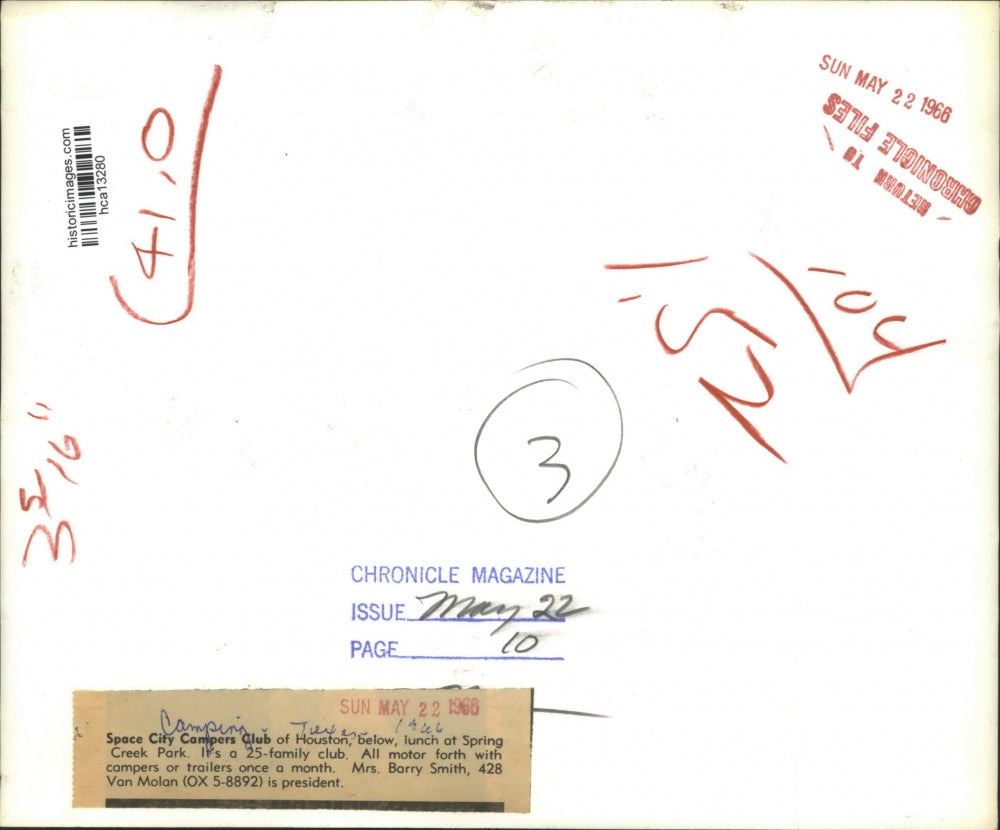 SUN MAY 22 1966
RETURN TO
CHRONICLE FILES
historicimages.com
hca13280
41.0
3 5/16"
3
CHRONICLE MAGAZINE
ISSUE May 22
PAGE 10
SUN MAY 22 1966
Camping - Texas 1966
Space City Campers Club of Houston, below, lunch at Spring
Creek Park. It's a 25-family club. All motor forth with
campers or trailers once a month. Mrs. Barry Smith, 428
Van Molan (OX 5-8892) is president.